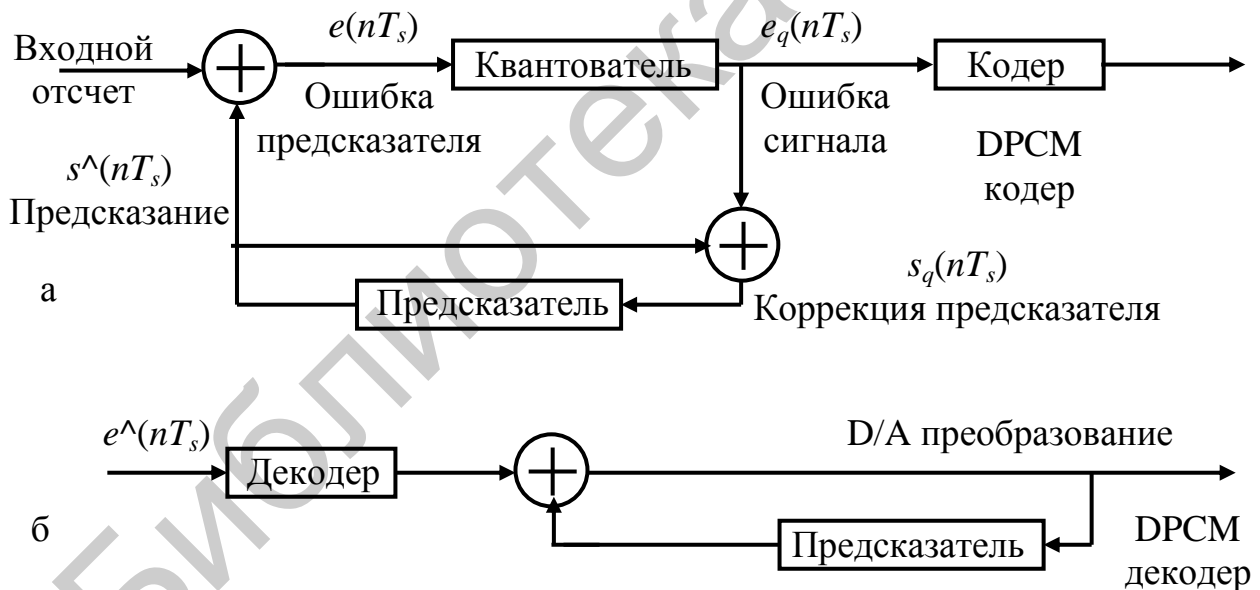 e(nTs)
eq(nTs)
Входной
отсчет
Квантователь
Кодер
Ошибка
предсказателя
Ошибка
сигнала
DPCM
кодер
s^(nTs)
Предсказание
sq(nTs)
Коррекция предсказателя
а
Предсказатель
e^(nTs)
D/A преобразование
Декодер
б
Предсказатель
DPCM
декодер
Библиотека